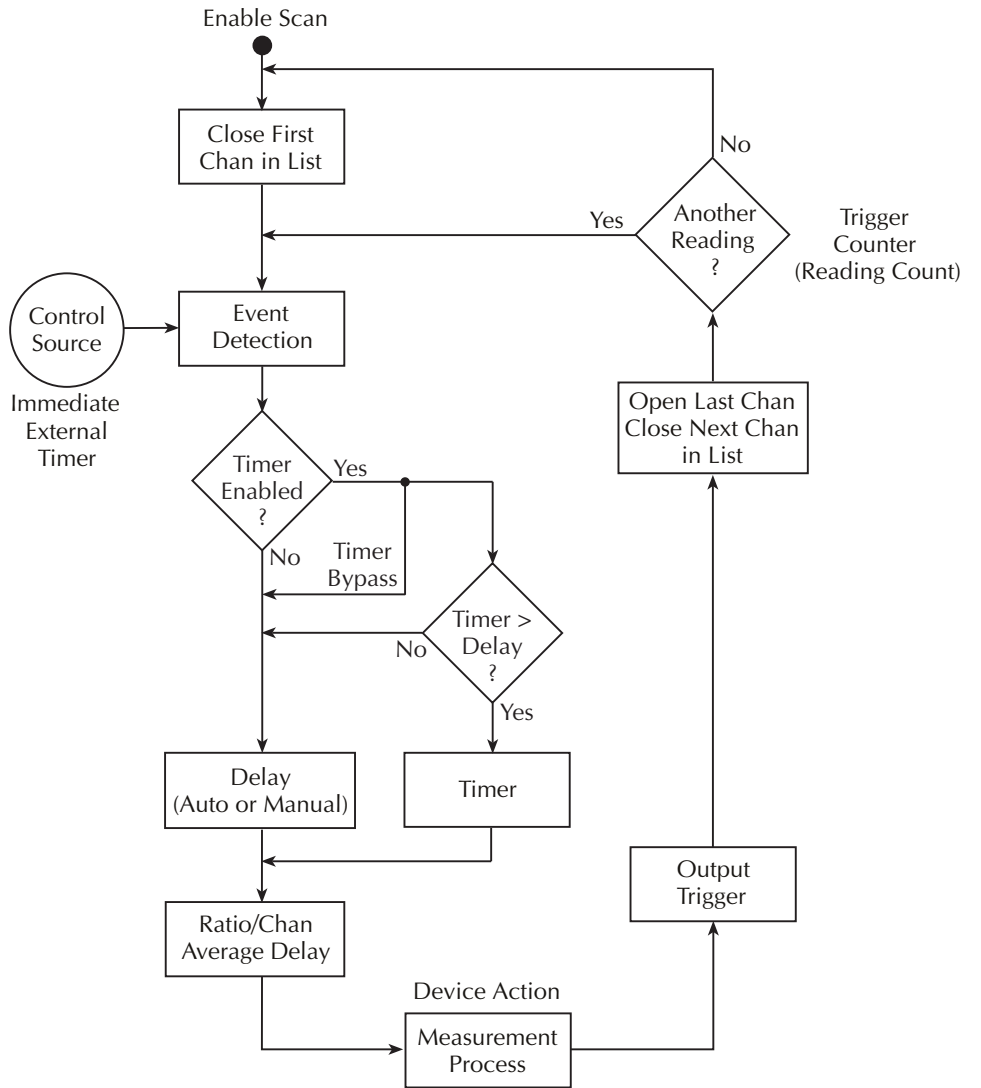 Enable Scan
Close First
Chan in List
No
Yes
Another
Reading
?
Trigger
Counter
(Reading Count)
Control
Source
Event
Detection
Immediate
External
Timer
Open Last Chan
Close Next Chan
in List
Timer
Enabled
?
Yes
No
Timer
Bypass
Timer >
Delay
?
No
Yes
Delay
(Auto or Manual)
Timer
Output
Trigger
Ratio/Chan
Average Delay
Device Action
Measurement
Process